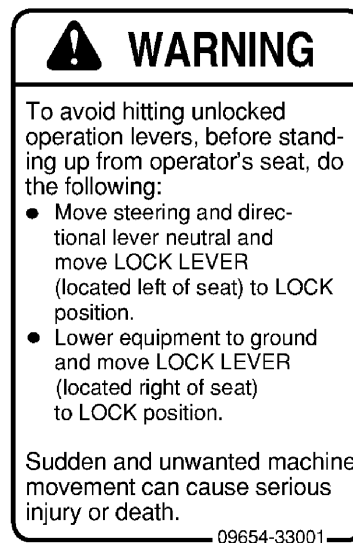 WARNING
To avoid hitting unlocked
operation levers, before stand-
ing up from operator's seat, do
the following:
● Move steering and direc-
tional lever neutral and
move LOCK LEVER
(located left of seat) to LOCK
position.
● Lower equipment to ground
and move LOCK LEVER
(located right of seat)
to LOCK position.
Sudden and unwanted machine
movement can cause serious
injury or death.
09654-33001